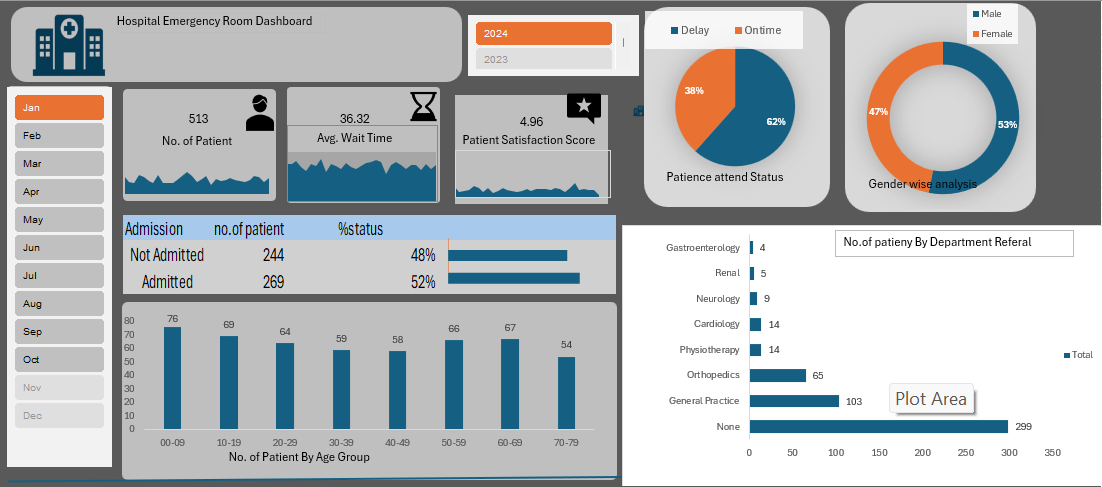 Hospital Emergency Room Dashboard
2024
2023
Delay
Ontime
38%
62%
Patience attend Status
Male
Female
47%
53%
Gender wise analysis
Jan
Feb
Mar
Apr
May
Jun
Jul
Aug
Sep
Oct
Nov
Dec
513
No. of Patient
36.32
Avg. Wait Time
4.96
Patient Satisfaction Score
Admission no.of patient %status
Not Admitted 244 48%
Admitted 269 52%
80
70
60
50
40
30
20
10
0
76 69 64 59 58 66 67 54
00-09 10-19 20-29 30-39 40-49 50-59 60-69 70-79
No. of Patient By Age Group
No.of patieny By Department Referal
Gastroenterology 4
Renal 5
Neurology 9
Cardiology 14
Physiotherapy 14
Orthopedics 65
General Practice 103
None 299
0 50 100 150 200 250 300 350
Total
Plot Area